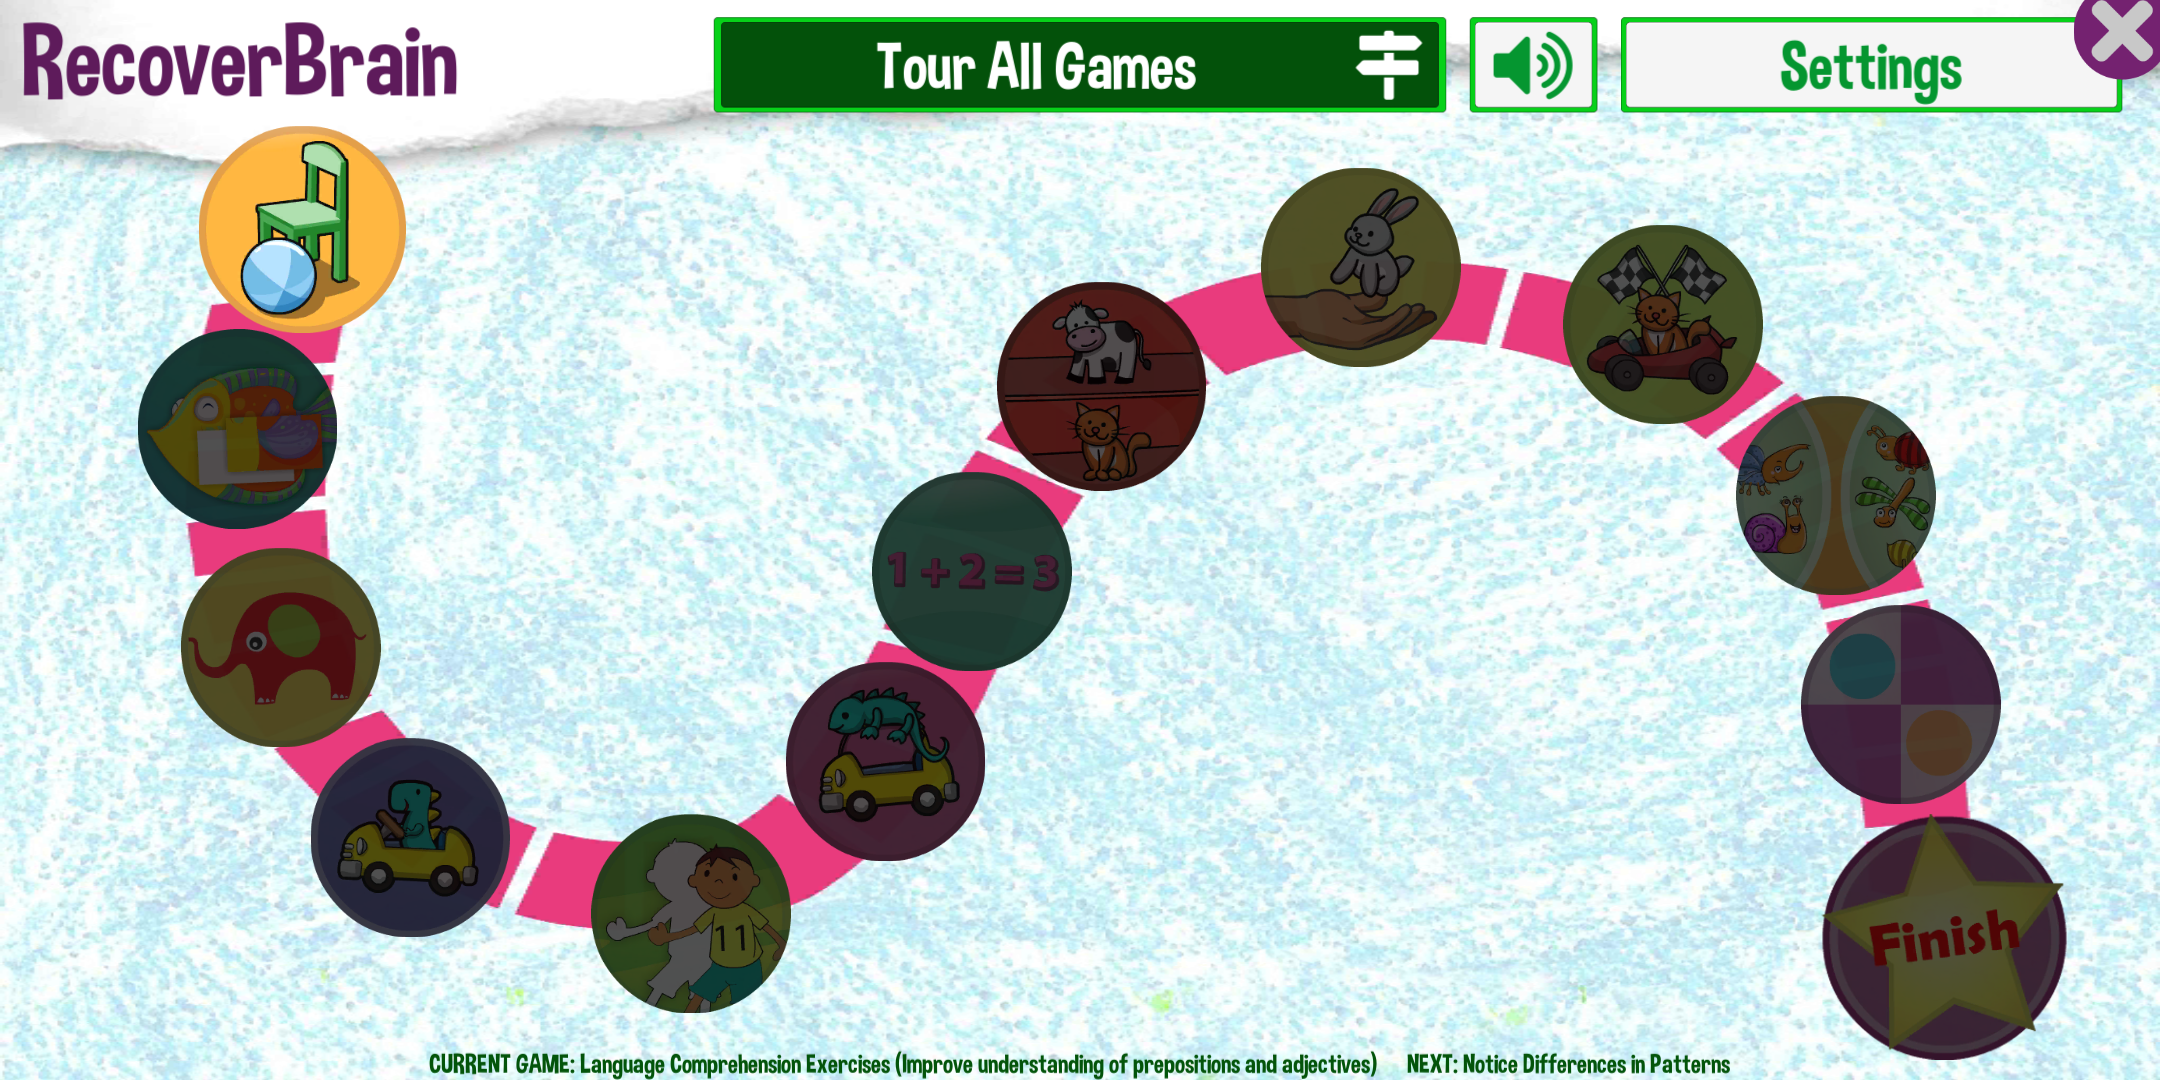 RecoverBrain
Tour All Games
Settings
1+2=3
11
Finish
CURRENT GAME: Language Comprehension Exercises (Improve understanding of prepositions and adjectives) NEXT: Notice Differences in Patterns